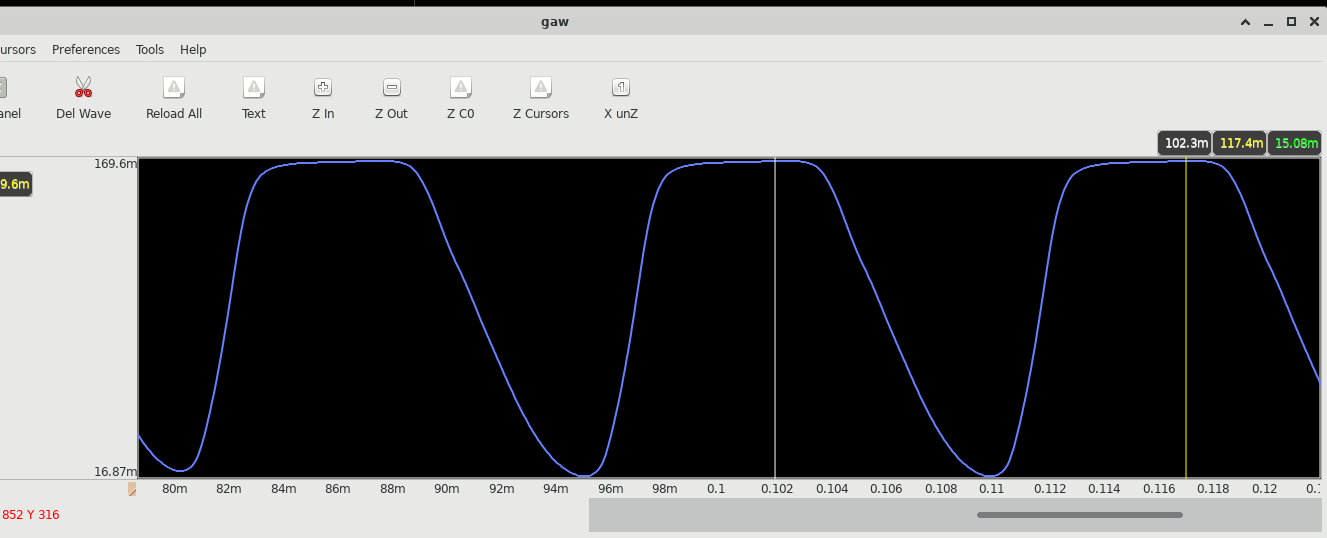 gaw
ursors Preferences Tools Help
anel Del Wave Reload All Text Z In Z Out Z C0 Z Cursors X unZ
102.3m 117.4m 15.08m
169.6m
9.6m
16.87m
80m 82m 84m 86m 88m 90m 92m 94m 96m 98m 0.1 0.102 0.104 0.106 0.108 0.11 0.112 0.114 0.116 0.118 0.12
852 Y 316